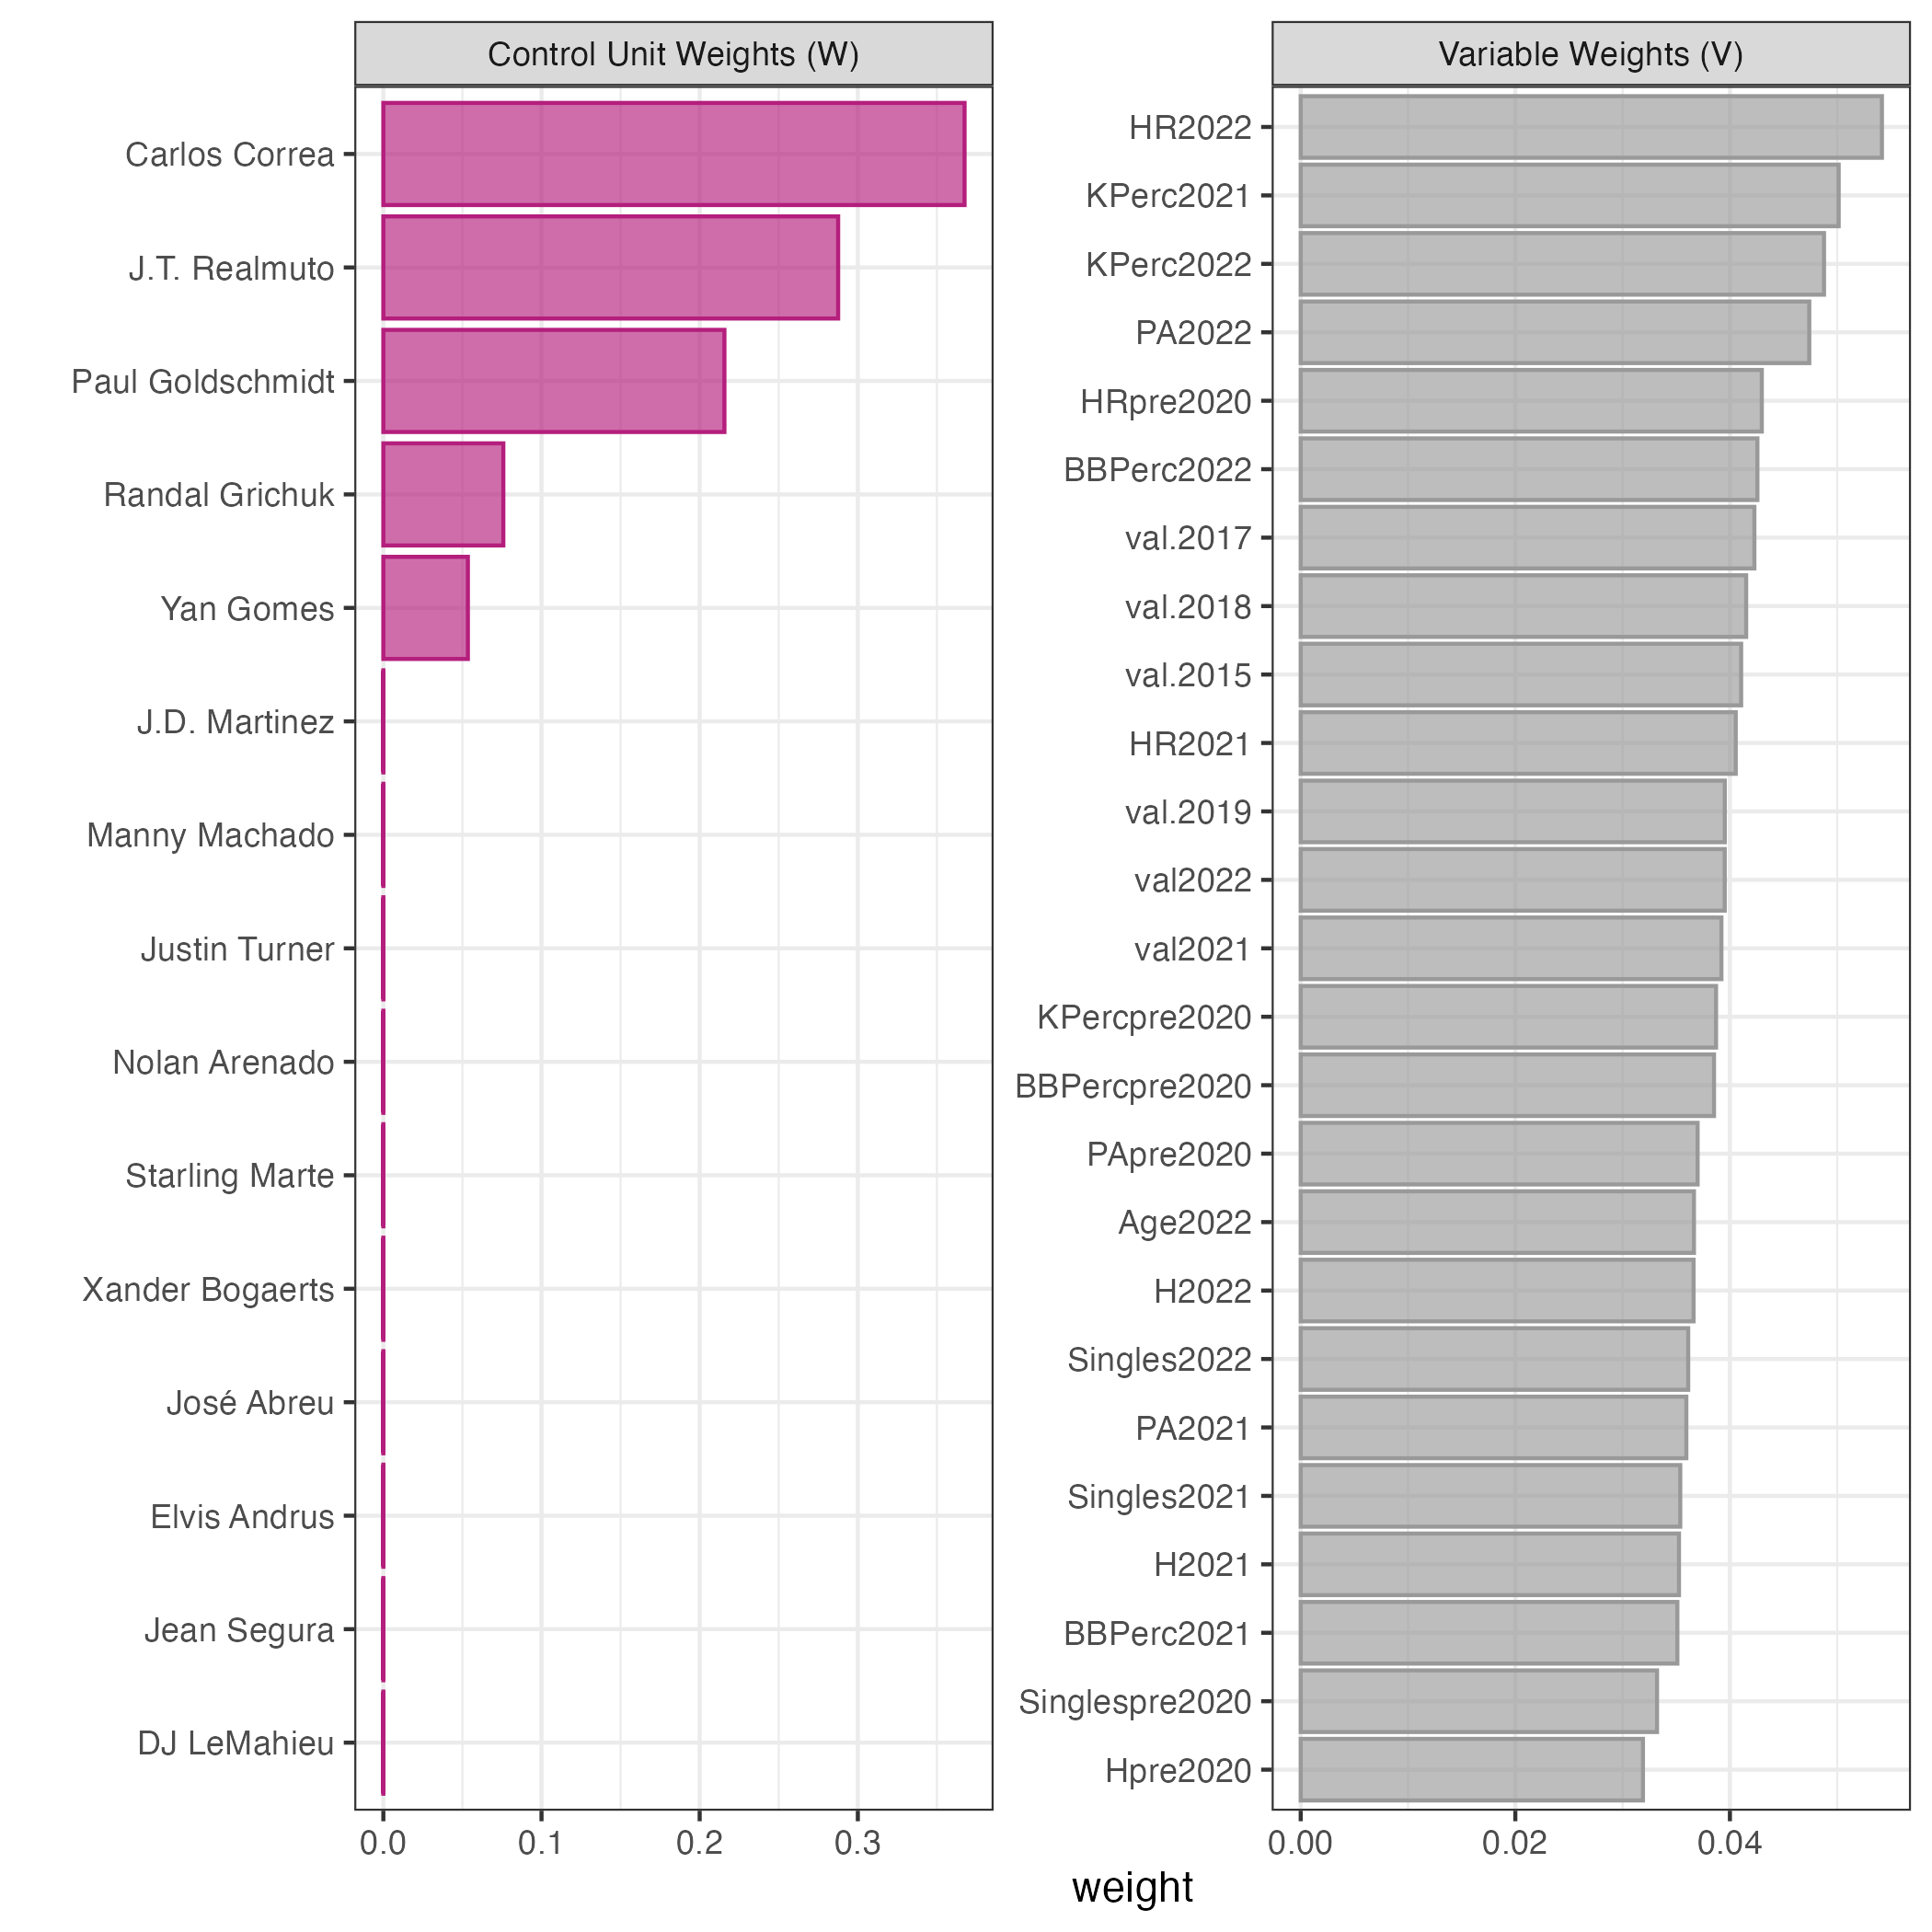 Control Unit Weights (W)
Carlos Correa
J.T. Realmuto
Paul Goldschmidt
Randal Grichuk
Yan Gomes
J.D. Martinez
Manny Machado
Justin Turner
Nolan Arenado
Starling Marte
Xander Bogaerts
José Abreu
Elvis Andrus
Jean Segura
DJ LeMahieu
0.0 0.1 0.2 0.3
Variable Weights (V)
HR2022
KPerc2021
KPerc2022
PA2022
HRpre2020
BBPerc2022
val.2017
val.2018
val.2015
HR2021
val.2019
val2022
val2021
KPercpre2020
BBPercpre2020
PApre2020
Age2022
H2022
Singles2022
PA2021
Singles2021
H2021
BBPerc2021
Singlespre2020
Hpre2020
0.00 0.02 0.04
weight